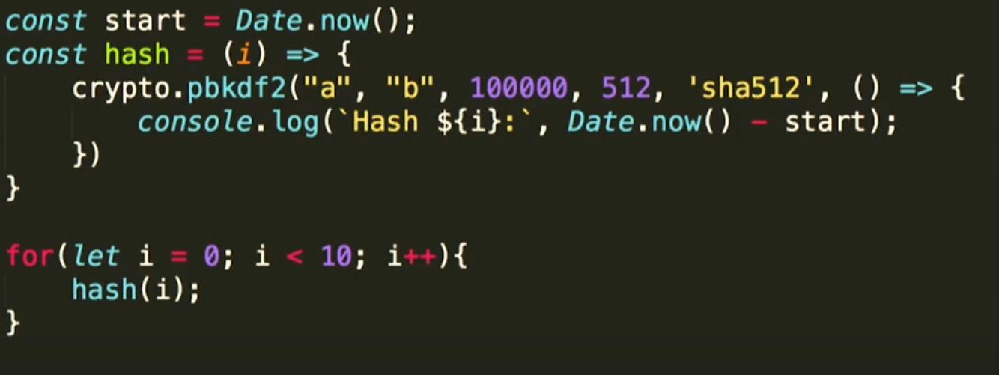 const start = Date.now();
const hash = (i) => {
    crypto.pbkdf2("a", "b", 100000, 512, 'sha512', () => {
        console.log(`Hash ${i}:`, Date.now() - start);
    })
}

for(let i = 0; i < 10; i++){
    hash(i);
}